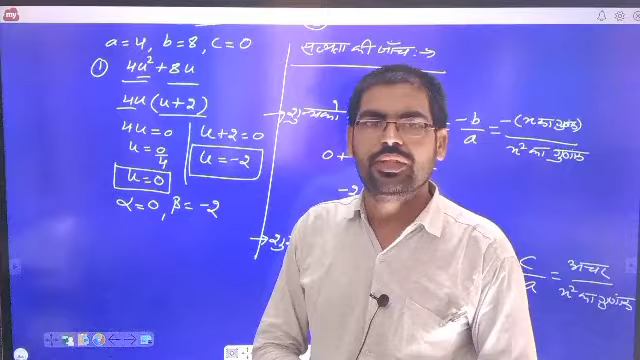 my
a=4, b=8, c=0
① 4u²+8u
4u(u+2)
4u=0
u=0/4
u=0
u+2=0
u=-2
α=0, β=-2
सत्यता की जाँच :→
= -b/a = -(x का गुणांक)/x² का गुणांक
0+
-2
c/a = अचर/x² का गुणांक